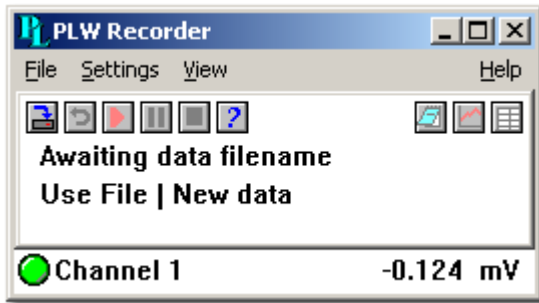 PLW Recorder
File Settings View Help
?
Awaiting data filename
Use File | New data
Channel 1 -0.124 mV